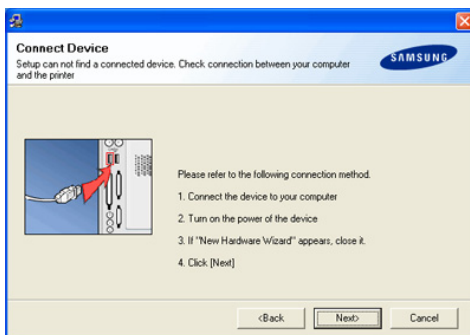 Connect Device
Setup can not find a connected device. Check connection between your computer
and the printer
SAMSUNG
Please refer to the following connection method.
1. Connect the device to your computer
2. Turn on the power of the device
3. If "New Hardware Wizard" appears, close it.
4. Click [Next]
<Back
Next>
Cancel